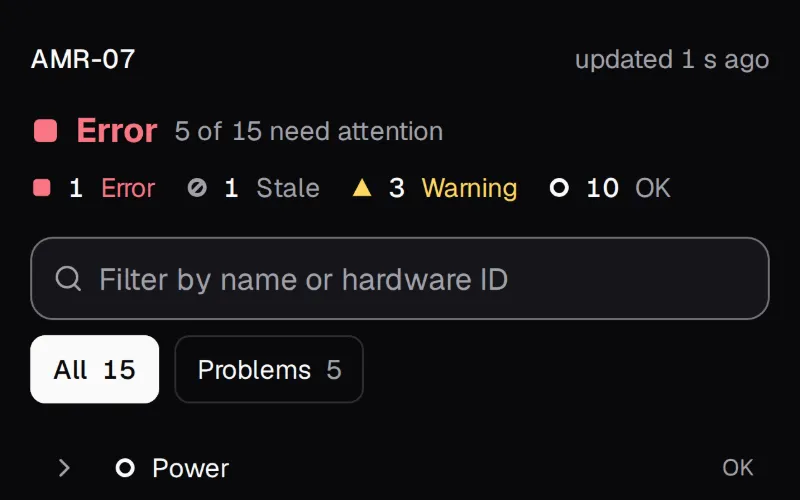 AMR-07 updated 1 s ago
Error 5 of 15 need attention
1 Error 1 Stale 3 Warning 10 OK
Filter by name or hardware ID
All 15 Problems 5
Power OK